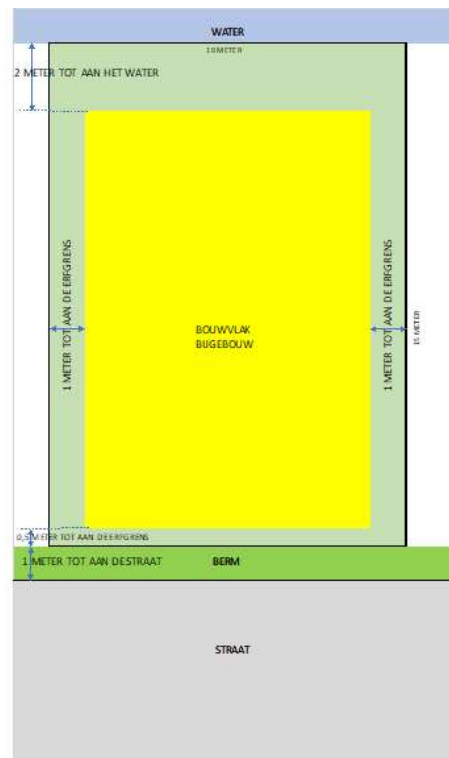 WATER
10 METER
2 METER TOT AAN HET WATER
1 METER TOT AAN DE ERFGRENS
1 METER TOT AAN DE ERFGRENS
15 METER
BOUWVLAK
BIJGEBOUW
0,5 METER TOT AAN DE ERFGRENS
1 METER TOT AAN DE STRAAT
BERM
STRAAT